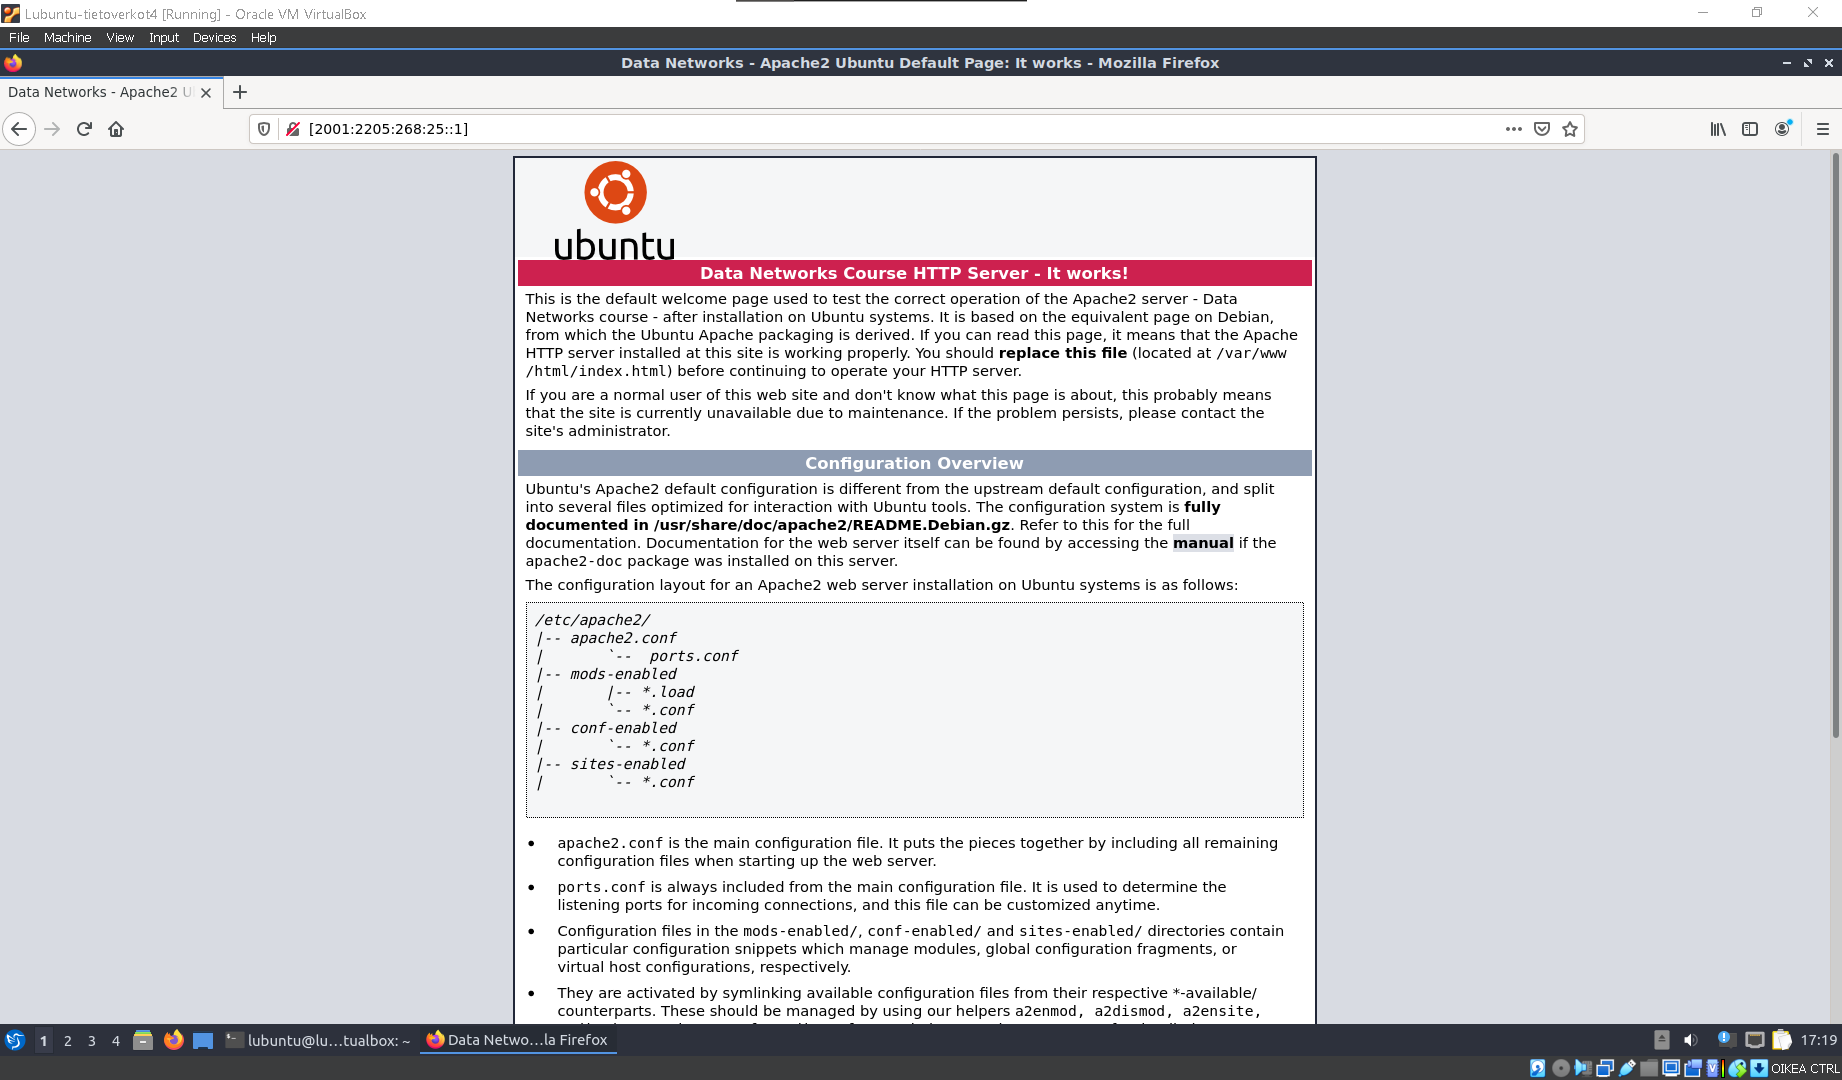 Lubuntu-tietoverkot4 [Running] - Oracle VM VirtualBox
File Machine View Input Devices Help
Data Networks - Apache2 Ubuntu Default Page: It works - Mozilla Firefox
Data Networks - Apache2 U
[2001:2205:268:25::1]
ubuntu
Data Networks Course HTTP Server - It works!
This is the default welcome page used to test the correct operation of the Apache2 server - Data
Networks course - after installation on Ubuntu systems. It is based on the equivalent page on Debian,
from which the Ubuntu Apache packaging is derived. If you can read this page, it means that the Apache
HTTP server installed at this site is working properly. You should replace this file (located at /var/www
/html/index.html) before continuing to operate your HTTP server.
If you are a normal user of this web site and don't know what this page is about, this probably means
that the site is currently unavailable due to maintenance. If the problem persists, please contact the
site's administrator.
Configuration Overview
Ubuntu's Apache2 default configuration is different from the upstream default configuration, and split
into several files optimized for interaction with Ubuntu tools. The configuration system is fully
documented in /usr/share/doc/apache2/README.Debian.gz. Refer to this for the full
documentation. Documentation for the web server itself can be found by accessing the manual if the
apache2-doc package was installed on this server.
The configuration layout for an Apache2 web server installation on Ubuntu systems is as follows:
/etc/apache2/
|-- apache2.conf
|       `--  ports.conf
|-- mods-enabled
|       |-- *.load
|       `-- *.conf
|-- conf-enabled
|       `-- *.conf
|-- sites-enabled
|       `-- *.conf
• apache2.conf is the main configuration file. It puts the pieces together by including all remaining
configuration files when starting up the web server.
• ports.conf is always included from the main configuration file. It is used to determine the
listening ports for incoming connections, and this file can be customized anytime.
• Configuration files in the mods-enabled/, conf-enabled/ and sites-enabled/ directories contain
particular configuration snippets which manage modules, global configuration fragments, or
virtual host configurations, respectively.
• They are activated by symlinking available configuration files from their respective *-available/
counterparts. These should be managed by using our helpers a2enmod, a2dismod, a2ensite,
1 2 3 4 lubuntu@lu…tualbox: ~ Data Netwo…la Firefox 17:19
OIKEA CTRL